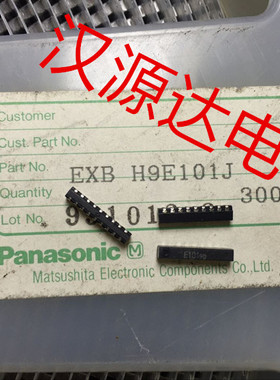 汉源达电
Customer
Cust. Part No.
Part No.
EXB H9E101J
Quantity
300
Lot No
Panasonic M
Matsushita Electronic Components Co., Ltd.